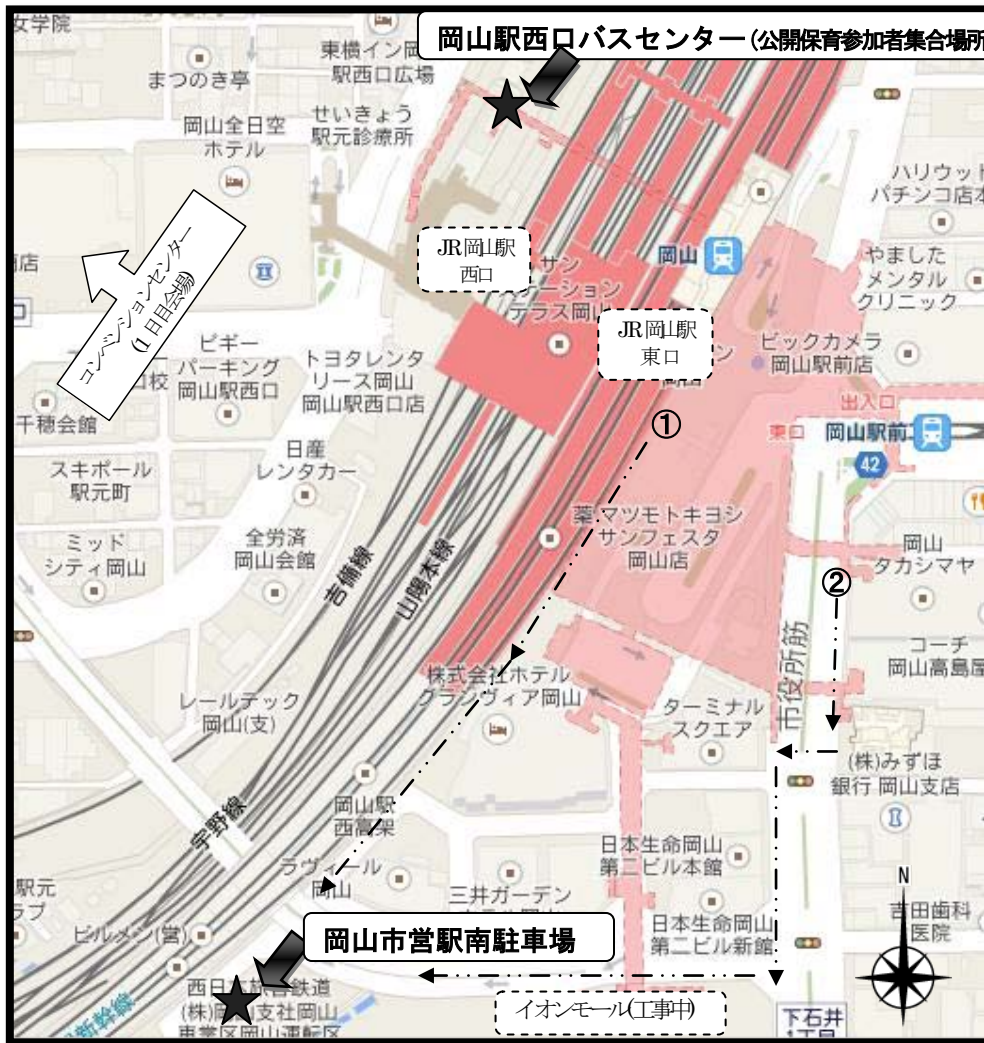 女学院
岡山駅西口バスセンター(公開保育参加者集合場所
まつのき亭
東横イン岡
駅西口広場
岡山全日空
ホテル
せいきょう
駅元診療所
ハリウッド
パチンコ店本
コンベンションセンター
(1日目会場)
JR岡山駅
西口
サン
ステーション
テラス岡山
岡山
やました
メンタル
クリニック
JR岡山駅
東口
ビックカメラ
岡山駅前店
ビギー
パーキング
岡山駅西口
トヨタレンタ
リース岡山
岡山駅西口店
千穂会館
出入口
東口
岡山駅前
42
①
スキポール
駅元町
日産
レンタカー
薬 マツモトキヨシ
サンフェスタ
岡山店
ミッド
シティ岡山
全労済
岡山会館
岡山
タカシマヤ
吉備線
山陽本線
②
市役所筋
コーチ
岡山高島屋
レールテック
岡山(支)
株式会社ホテル
グランヴィア岡山
ターミナル
スクエア
(株)みずほ
銀行 岡山支店
宇野線
岡山駅
西高架
日本生命岡山
第二ビル本館
ラヴィール
岡山
三井ガーデン
N
駅元
ラブ
ビルメン(営)
岡山市営駅南駐車場
日本生命岡山
第二ビル新館
吉田歯科
医院
西日本旅客鉄道
(株)岡山支社岡山
新幹線
イオンモール(工事中)
下石井